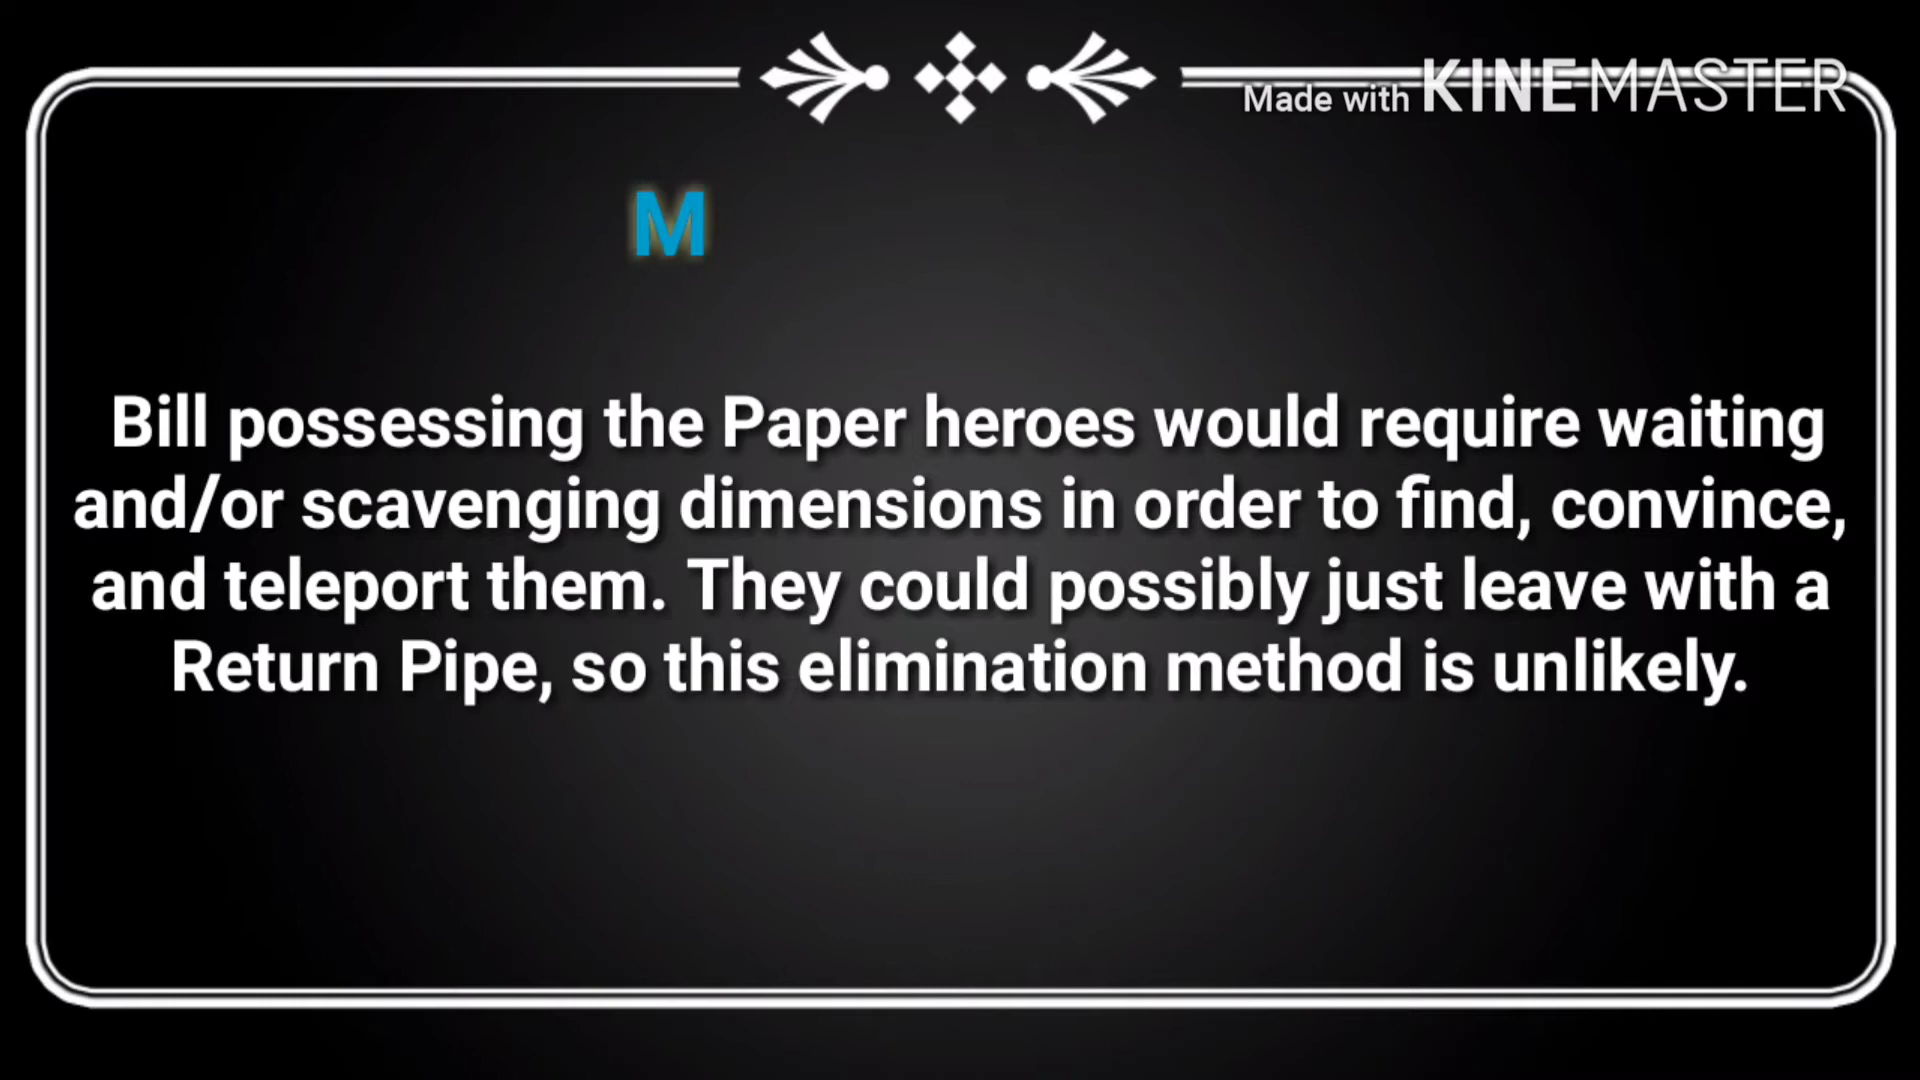 Made with KINEMASTER
M
Bill possessing the Paper heroes would require waiting
and/or scavenging dimensions in order to find, convince,
and teleport them. They could possibly just leave with a
Return Pipe, so this elimination method is unlikely.